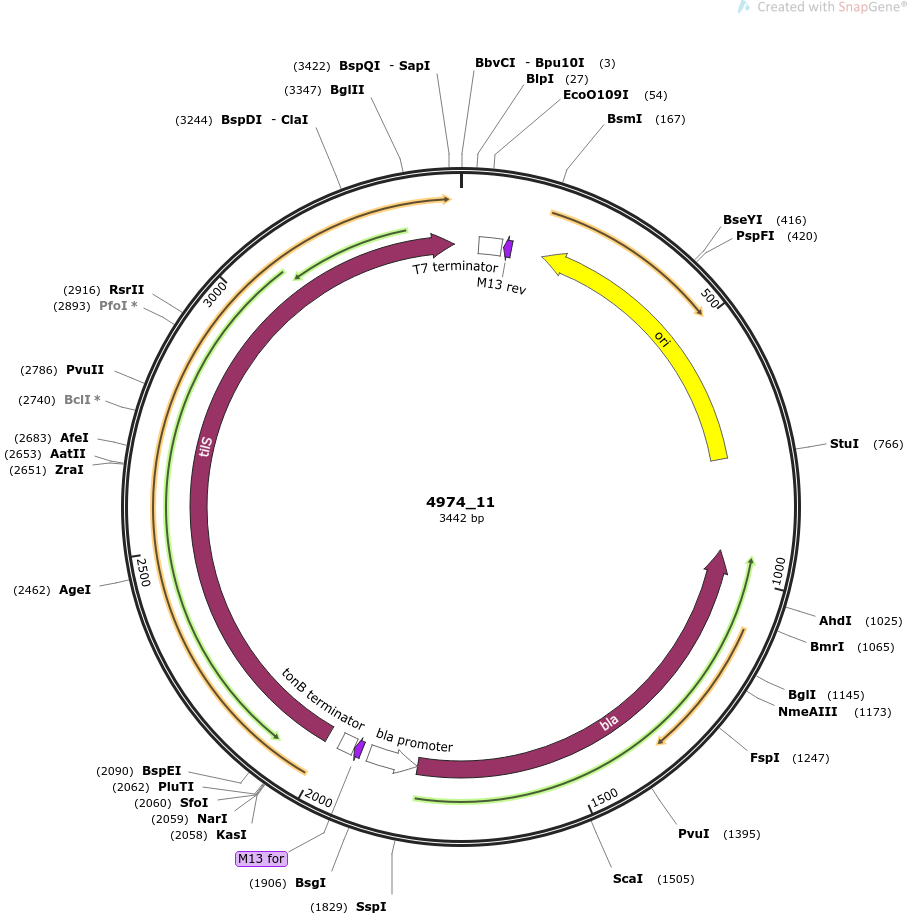 Created with SnapGene®
(3422) BspQI - SapI
BbvCI - Bpu10I (3)
(3347) BglII
BlpI (27)
EcoO109I (54)
(3244) BspDI - ClaI
BsmI (167)
BseYI (416)
PspFI (420)
T7 terminator
M13 rev
(2916) RsrII
(2893) PfoI *
3000
500
ori
(2786) PvuII
(2740) BclI *
(2683) AfeI
(2653) AatII
(2651) ZraI
tilS
StuI (766)
4974_11
3442 bp
2500
1000
(2462) AgeI
AhdI (1025)
BmrI (1065)
BglI (1145)
NmeAIII (1173)
tonB terminator
bla promoter
bla
FspI (1247)
(2090) BspEI
(2062) PluTI
(2060) SfoI
(2059) NarI
(2058) KasI
2000
1500
PvuI (1395)
M13 for
(1906) BsgI
ScaI (1505)
(1829) SspI